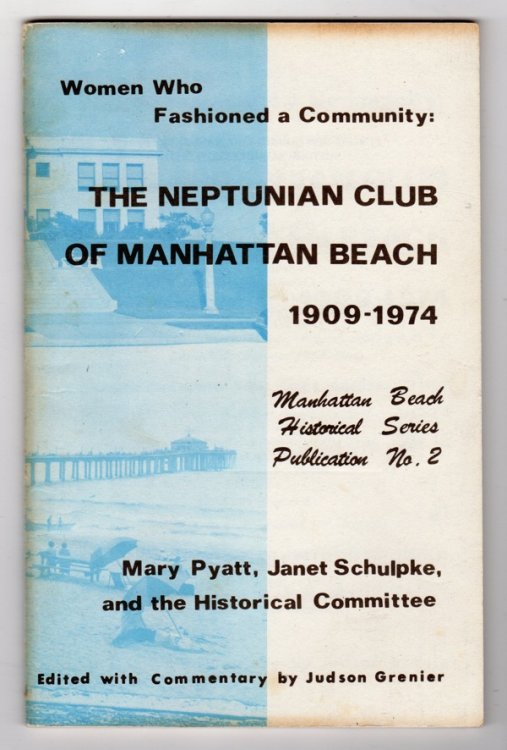 Women Who
Fashioned a Community:
THE NEPTUNIAN CLUB
OF MANHATTAN BEACH
1909-1974
Manhattan Beach
Historical Series
Publication No. 2
Mary Pyatt, Janet Schulpke,
and the Historical Committee
Edited with Commentary by Judson Grenier